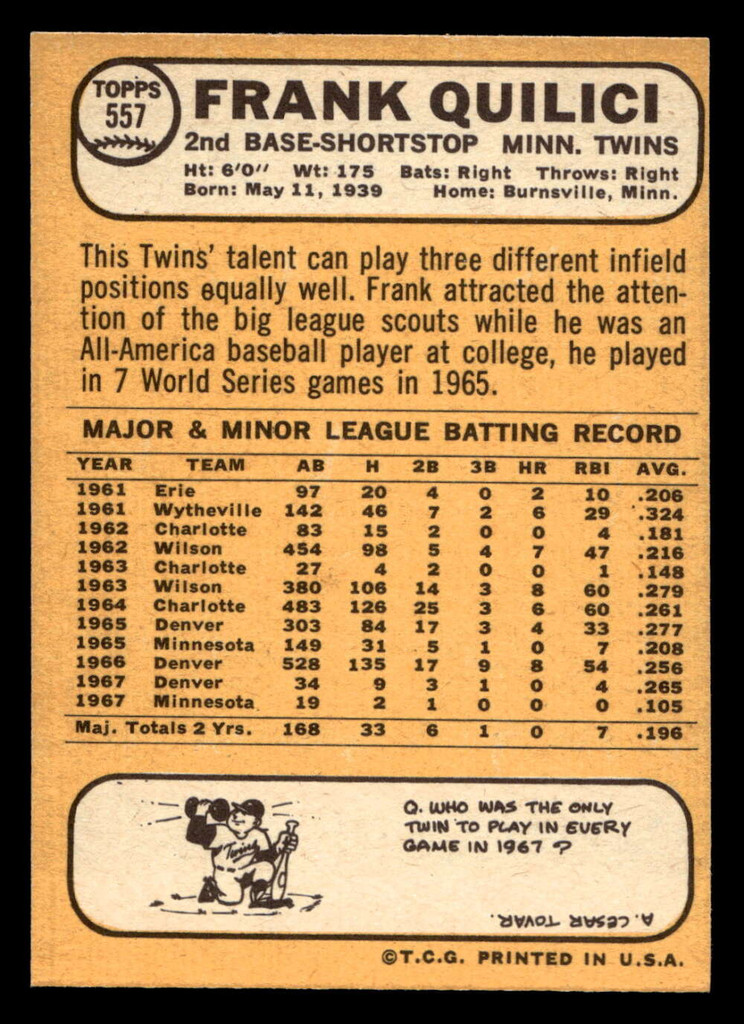 TOPPS
557
FRANK QUILICI
2nd BASE-SHORTSTOP MINN. TWINS
Ht: 6'0" Wt: 175 Bats: Right Throws: Right
Born: May 11, 1939 Home: Burnsville, Minn.
This Twins' talent can play three different infield
positions equally well. Frank attracted the atten-
tion of the big league scouts while he was an
All-America baseball player at college, he played
in 7 World Series games in 1965.
MAJOR & MINOR LEAGUE BATTING RECORD
YEAR TEAM AB H 2B 3B HR RBI AVG.
1961 Erie 97 20 4 0 2 10 .206
1961 Wytheville 142 46 7 2 6 29 .324
1962 Charlotte 83 15 2 0 0 4 .181
1962 Wilson 454 98 5 4 7 47 .216
1963 Charlotte 27 4 2 0 0 1 .148
1963 Wilson 380 106 14 3 8 60 .279
1964 Charlotte 483 126 25 3 6 60 .261
1965 Denver 303 84 17 3 4 33 .277
1965 Minnesota 149 31 5 1 0 7 .208
1966 Denver 528 135 17 9 8 54 .256
1967 Denver 34 9 3 1 0 4 .265
1967 Minnesota 19 2 1 0 0 0 .105
Maj. Totals 2 Yrs. 168 33 6 1 0 7 .196
Twins
Q. WHO WAS THE ONLY
TWIN TO PLAY IN EVERY
GAME IN 1967?
A. CESAR TOVAR.
©T.C.G. PRINTED IN U.S.A.